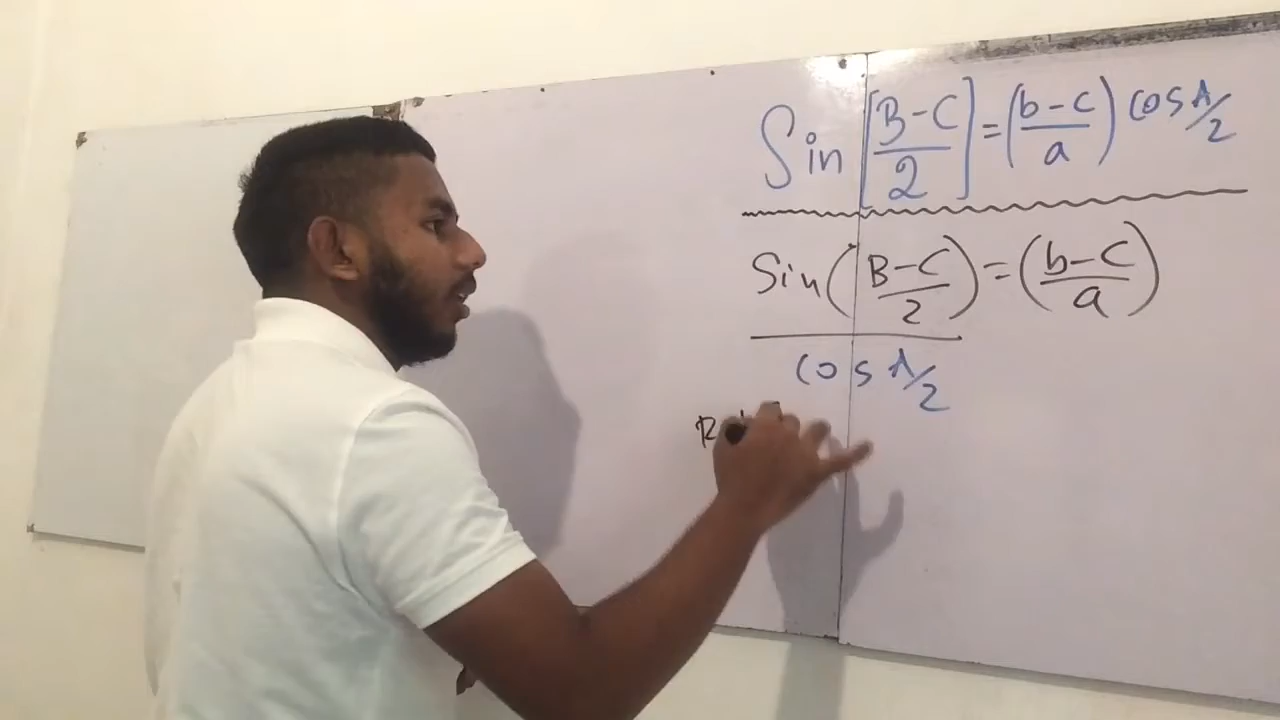 Sin [B-C/2] = (b-c/a) cos A/2
Sin (B-C/2) = (b-c/a)
cos A/2